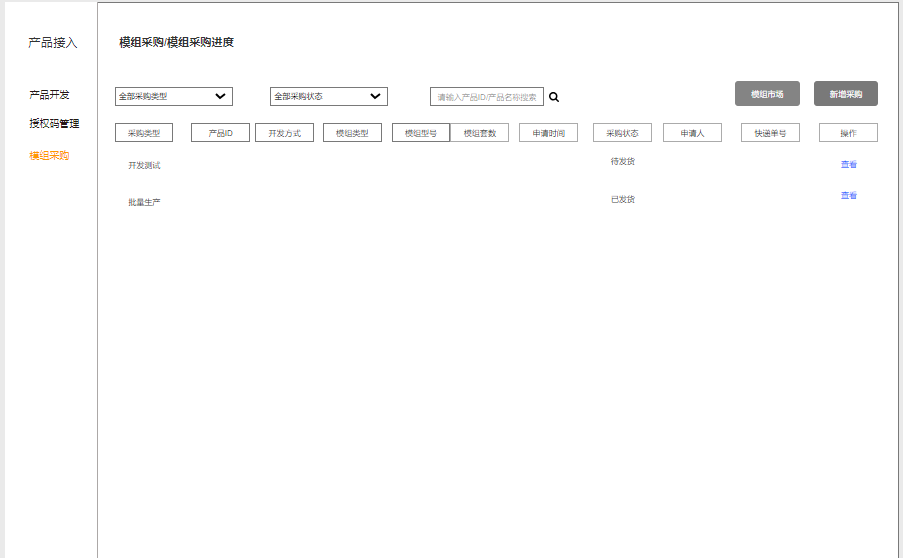 产品接入
产品开发
授权码管理
模组采购
模组采购/模组采购进度
全部采购类型 全部采购状态 请输入产品ID/产品名称搜索 模组市场 新增采购
采购类型 产品ID 开发方式 模组类型 模组型号 模组套数 申请时间 采购状态 申请人 快递单号 操作
开发测试 待发货 查看
批量生产 已发货 查看